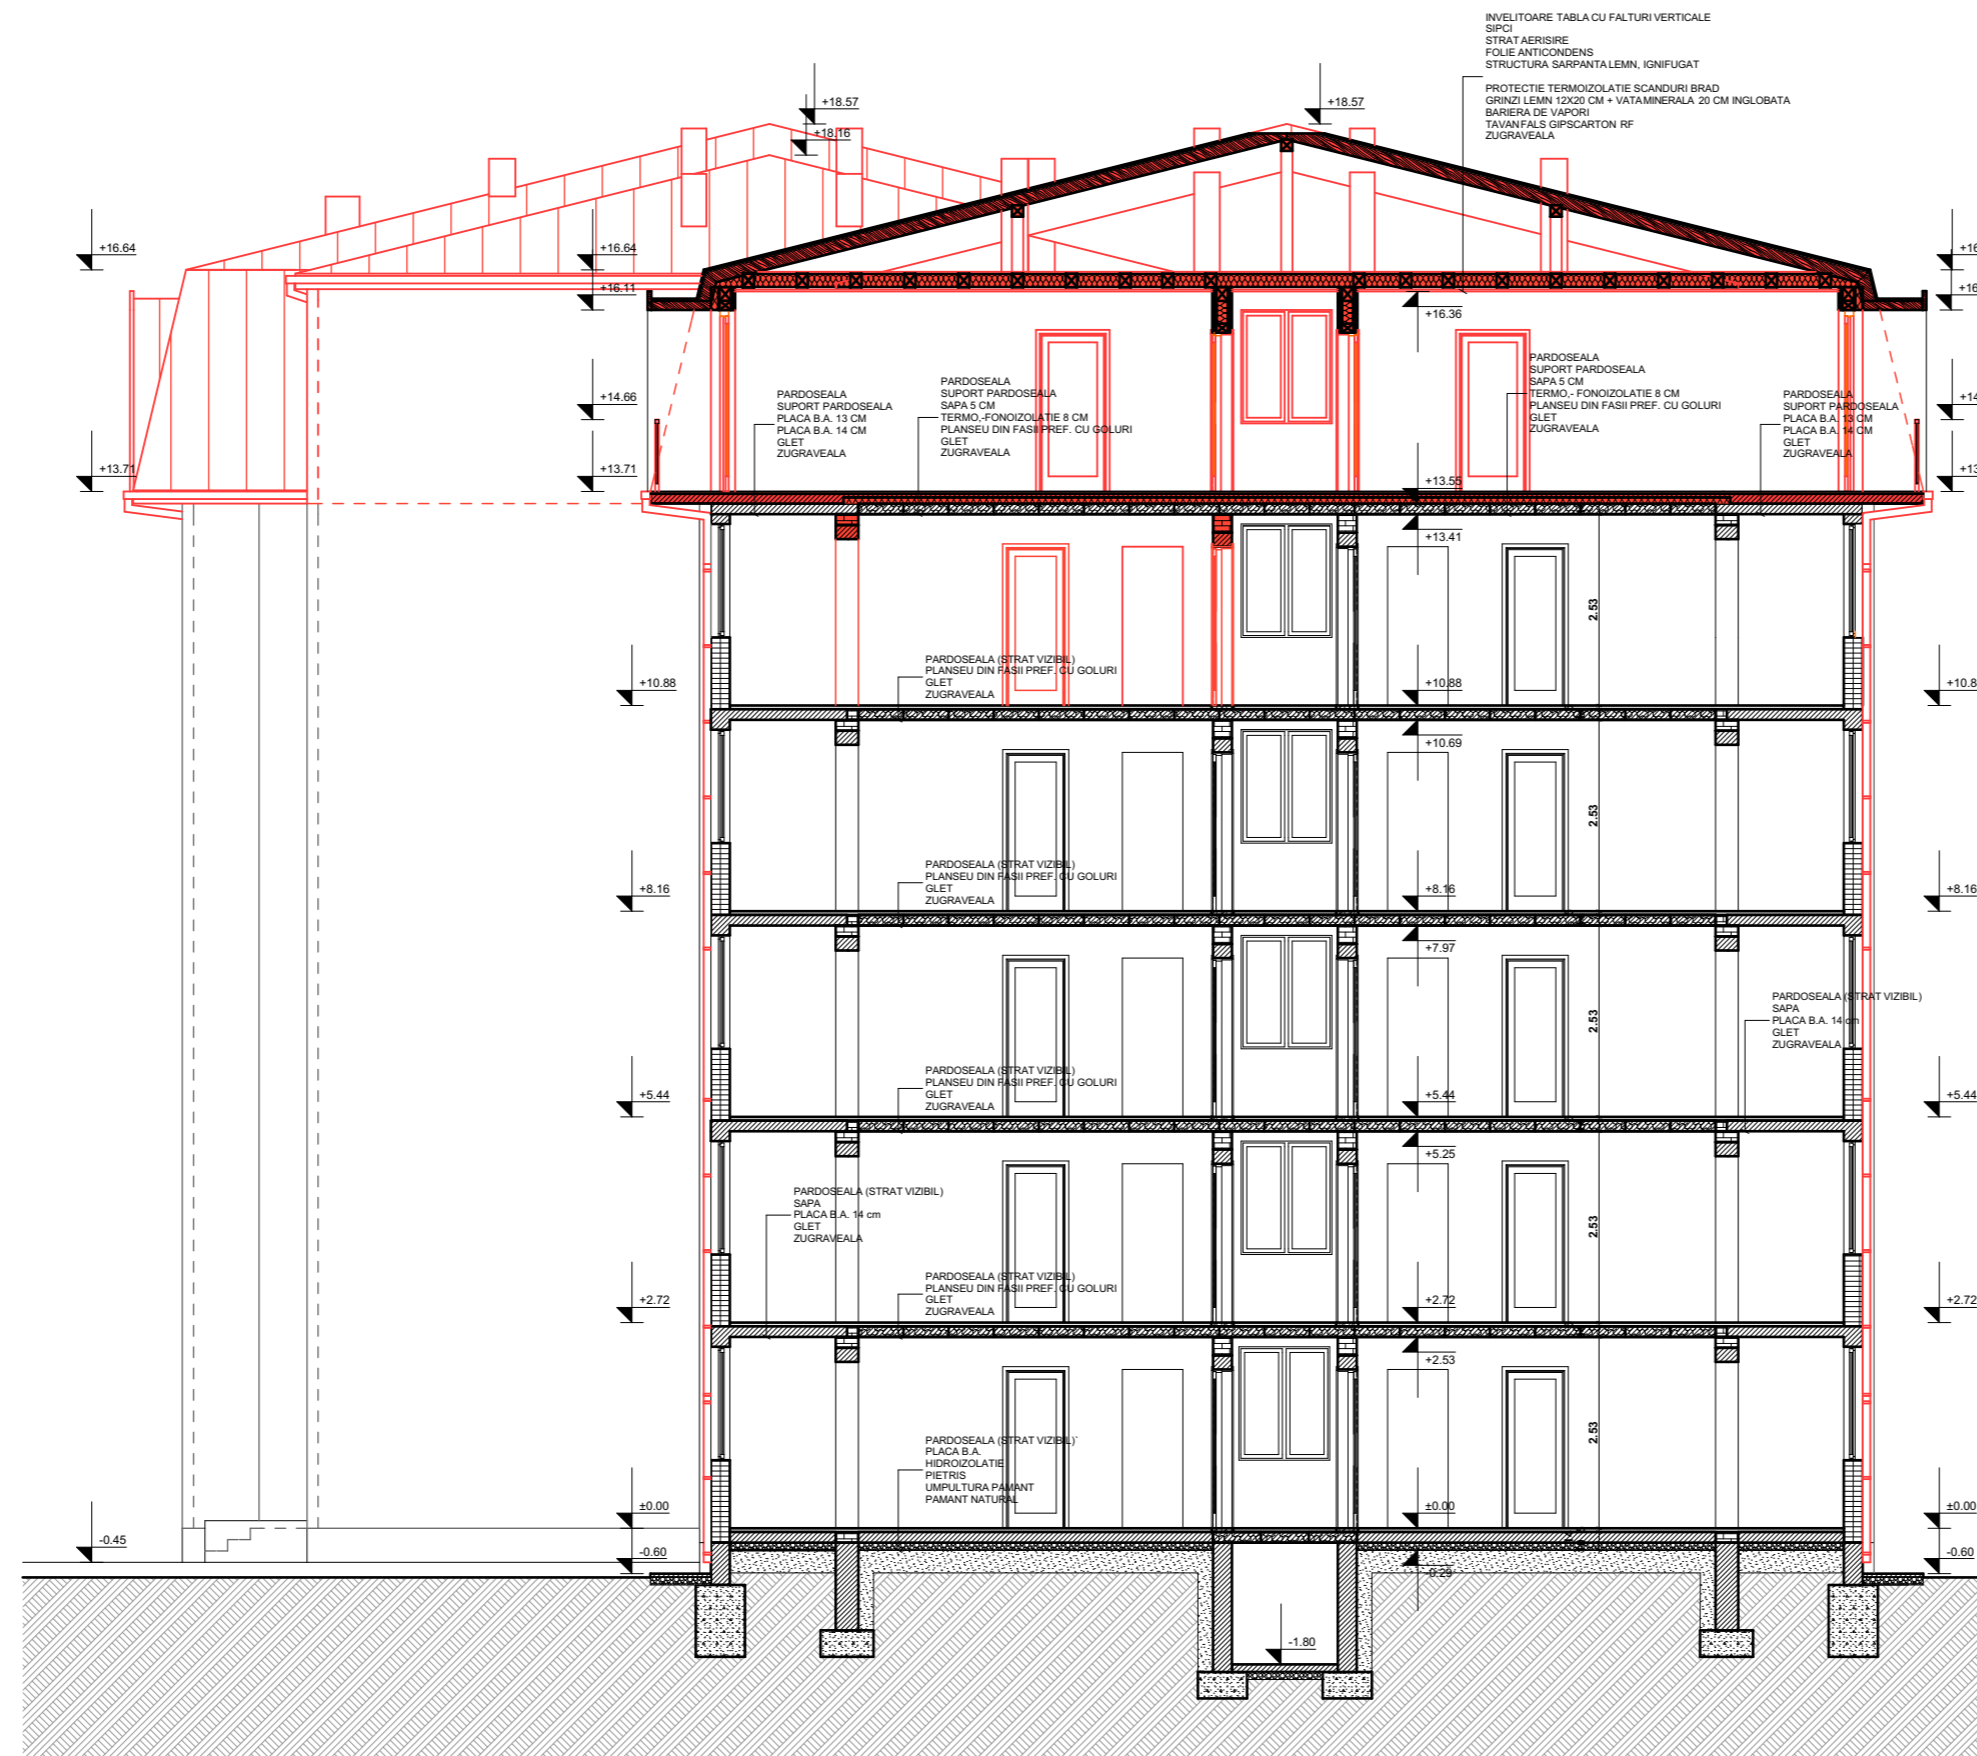 INVELITOARE TABLA CU FALTURI VERTICALE
SIPCI
STRAT AERISIRE
FOLIE ANTICONDENS
STRUCTURA SARPANTA LEMN, IGNIFUGAT
PROTECTIE TERMOIZOLATIE SCANDURI BRAD
GRINZI LEMN 12X20 CM + VATA MINERALA 20 CM INGLOBATA
BARIERA DE VAPORI
TAVAN FALS GIPSCARTON RF
ZUGRAVEALA
+18.57
+18.16
+18.57
+16.64
+16.64
+16
+16.11
+16
+16.36
PARDOSEALA
SUPORT PARDOSEALA
PLACA B.A. 13 CM
PLACA B.A. 14 CM
GLET
ZUGRAVEALA
PARDOSEALA
SUPORT PARDOSEALA
SAPA 5 CM
TERMO,-FONOIZOLATIE 8 CM
PLANSEU DIN FASII PREF. CU GOLURI
GLET
ZUGRAVEALA
PARDOSEALA
SUPORT PARDOSEALA
SAPA 5 CM
TERMO,- FONOIZOLATIE 8 CM
PLANSEU DIN FASII PREF. CU GOLURI
GLET
ZUGRAVEALA
PARDOSEALA
SUPORT PARDOSEALA
PLACA B.A. 13 CM
PLACA B.A. 14 CM
GLET
ZUGRAVEALA
+14.66
+14
+13.71
+13.71
+13
+13.55
+13.41
2.53
PARDOSEALA (STRAT VIZIBIL)
PLANSEU DIN FASII PREF. CU GOLURI
GLET
ZUGRAVEALA
+10.88
+10.88
+10.8
+10.69
2.53
PARDOSEALA (STRAT VIZIBIL)
PLANSEU DIN FASII PREF. CU GOLURI
GLET
ZUGRAVEALA
+8.16
+8.16
+8.16
+7.97
2.53
PARDOSEALA (STRAT VIZIBIL)
SAPA
PLACA B.A. 14 cm
GLET
ZUGRAVEALA
PARDOSEALA (STRAT VIZIBIL)
PLANSEU DIN FASII PREF. CU GOLURI
GLET
ZUGRAVEALA
+5.44
+5.44
+5.44
+5.25
2.53
PARDOSEALA (STRAT VIZIBIL)
SAPA
PLACA B.A. 14 cm
GLET
ZUGRAVEALA
PARDOSEALA (STRAT VIZIBIL)
PLANSEU DIN FASII PREF. CU GOLURI
GLET
ZUGRAVEALA
+2.72
+2.72
+2.72
+2.53
2.53
PARDOSEALA (STRAT VIZIBIL)`
PLACA B.A.
HIDROIZOLATIE
PIETRIS
UMPLUTURA PAMANT
PAMANT NATURAL
±0.00
±0.00
±0.00
-0.45
-0.60
-0.60
-0.29
-1.80